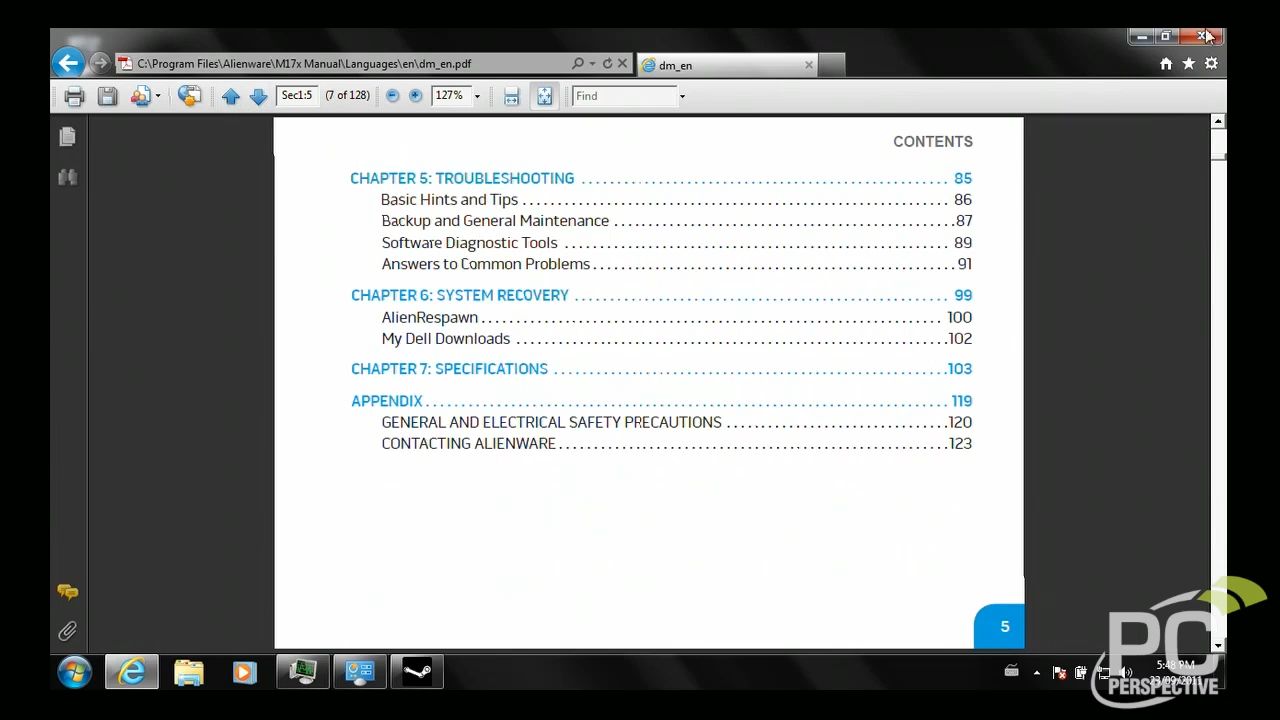 C:\Program Files\Alienware\M17x Manual\Languages\en\dm_en.pdf
dm_en
Sec1:5 (7 of 128) 127% Find
CONTENTS
CHAPTER 5: TROUBLESHOOTING 85
Basic Hints and Tips 86
Backup and General Maintenance 87
Software Diagnostic Tools 89
Answers to Common Problems 91
CHAPTER 6: SYSTEM RECOVERY 99
AlienRespawn 100
My Dell Downloads 102
CHAPTER 7: SPECIFICATIONS 103
APPENDIX 119
GENERAL AND ELECTRICAL SAFETY PRECAUTIONS 120
CONTACTING ALIENWARE 123
5
5:48 PM
PC
PERSPECTIVE